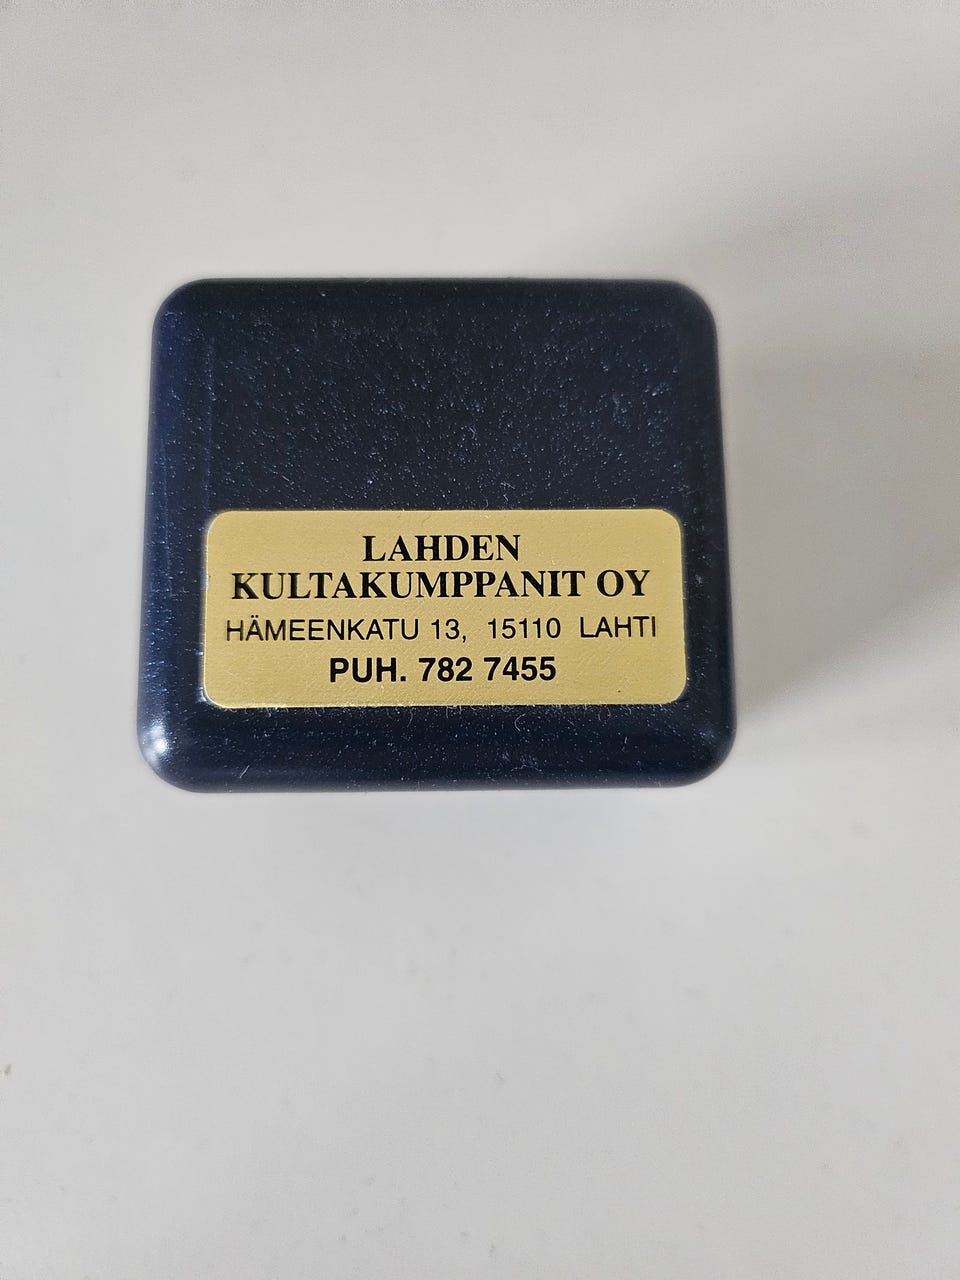 LAHDEN
KULTAKUMPPANIT OY
HÄMEENKATU 13, 15110 LAHTI
PUH. 782 7455